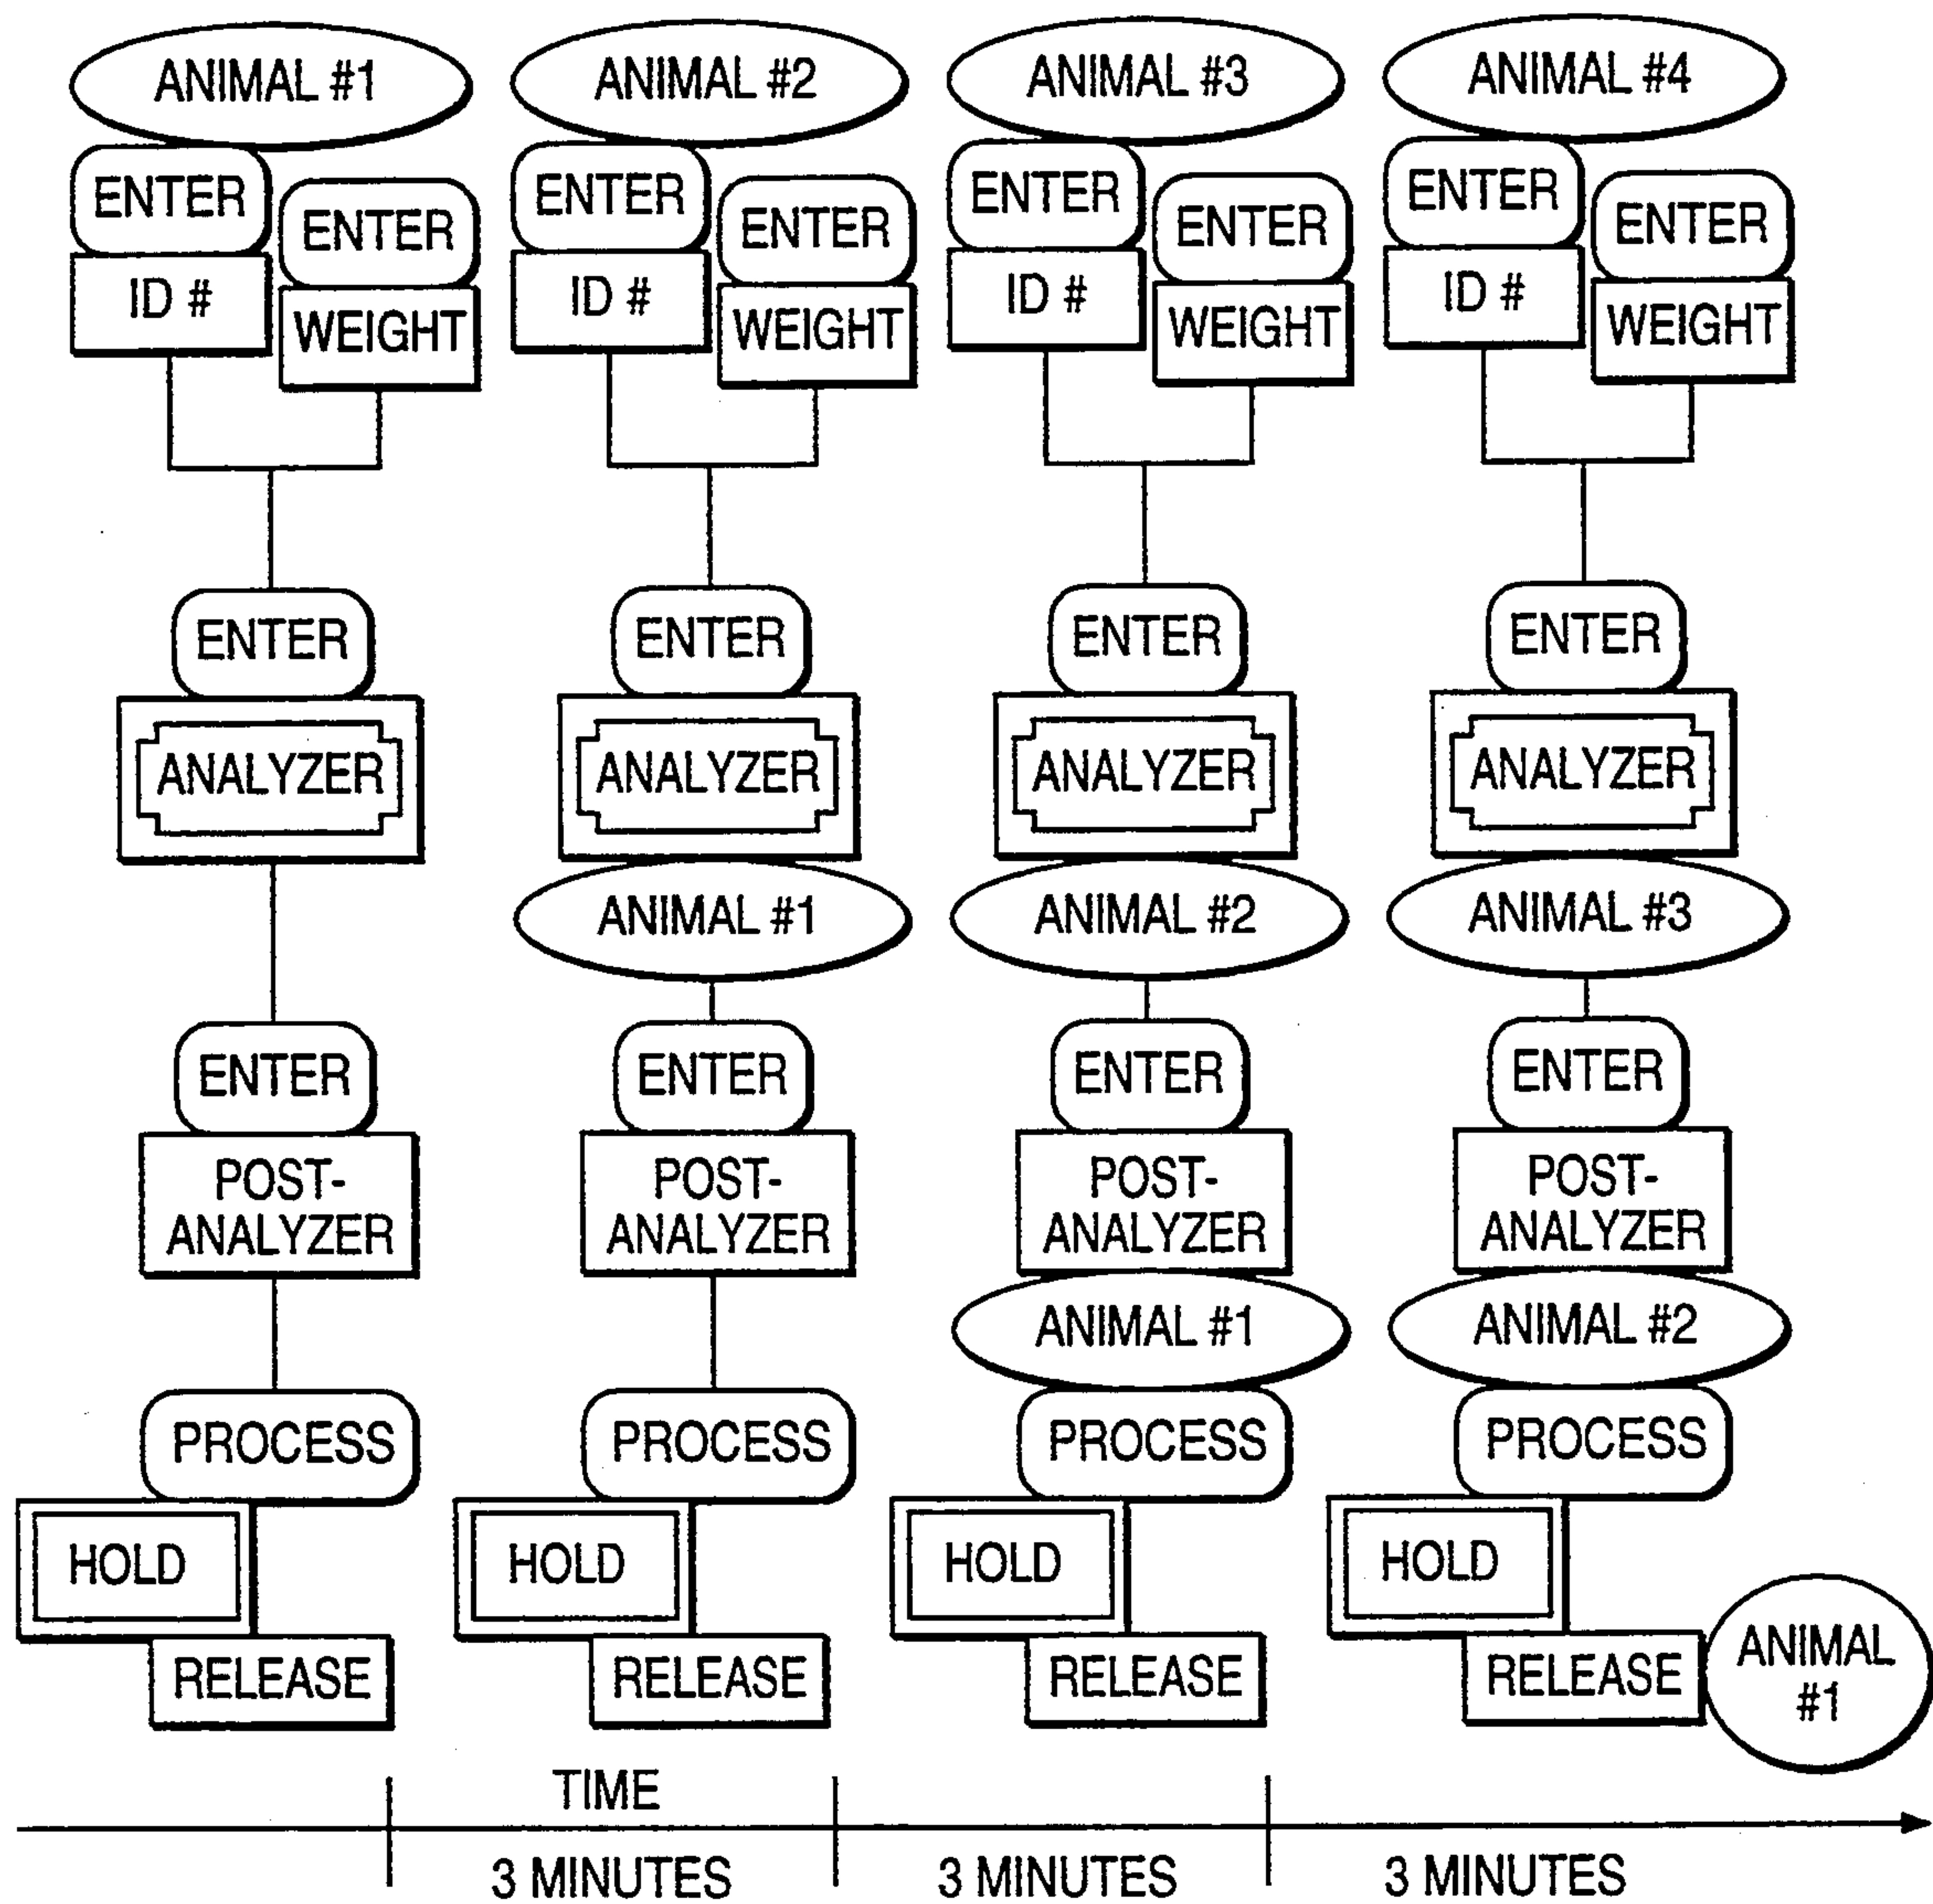 ANIMAL #1
ANIMAL #2
ANIMAL #3
ANIMAL #4
ENTER
ENTER
ENTER
ENTER
ENTER
ENTER
ENTER
ENTER
ID #
WEIGHT
ID #
WEIGHT
ID #
WEIGHT
ID #
WEIGHT
ENTER
ENTER
ENTER
ENTER
ANALYZER
ANALYZER
ANALYZER
ANALYZER
ANIMAL #1
ANIMAL #2
ANIMAL #3
ENTER
ENTER
ENTER
ENTER
POST-
ANALYZER
POST-
ANALYZER
POST-
ANALYZER
POST-
ANALYZER
ANIMAL #1
ANIMAL #2
PROCESS
PROCESS
PROCESS
PROCESS
HOLD
HOLD
HOLD
HOLD
RELEASE
RELEASE
RELEASE
RELEASE
ANIMAL
#1
TIME
3 MINUTES
3 MINUTES
3 MINUTES